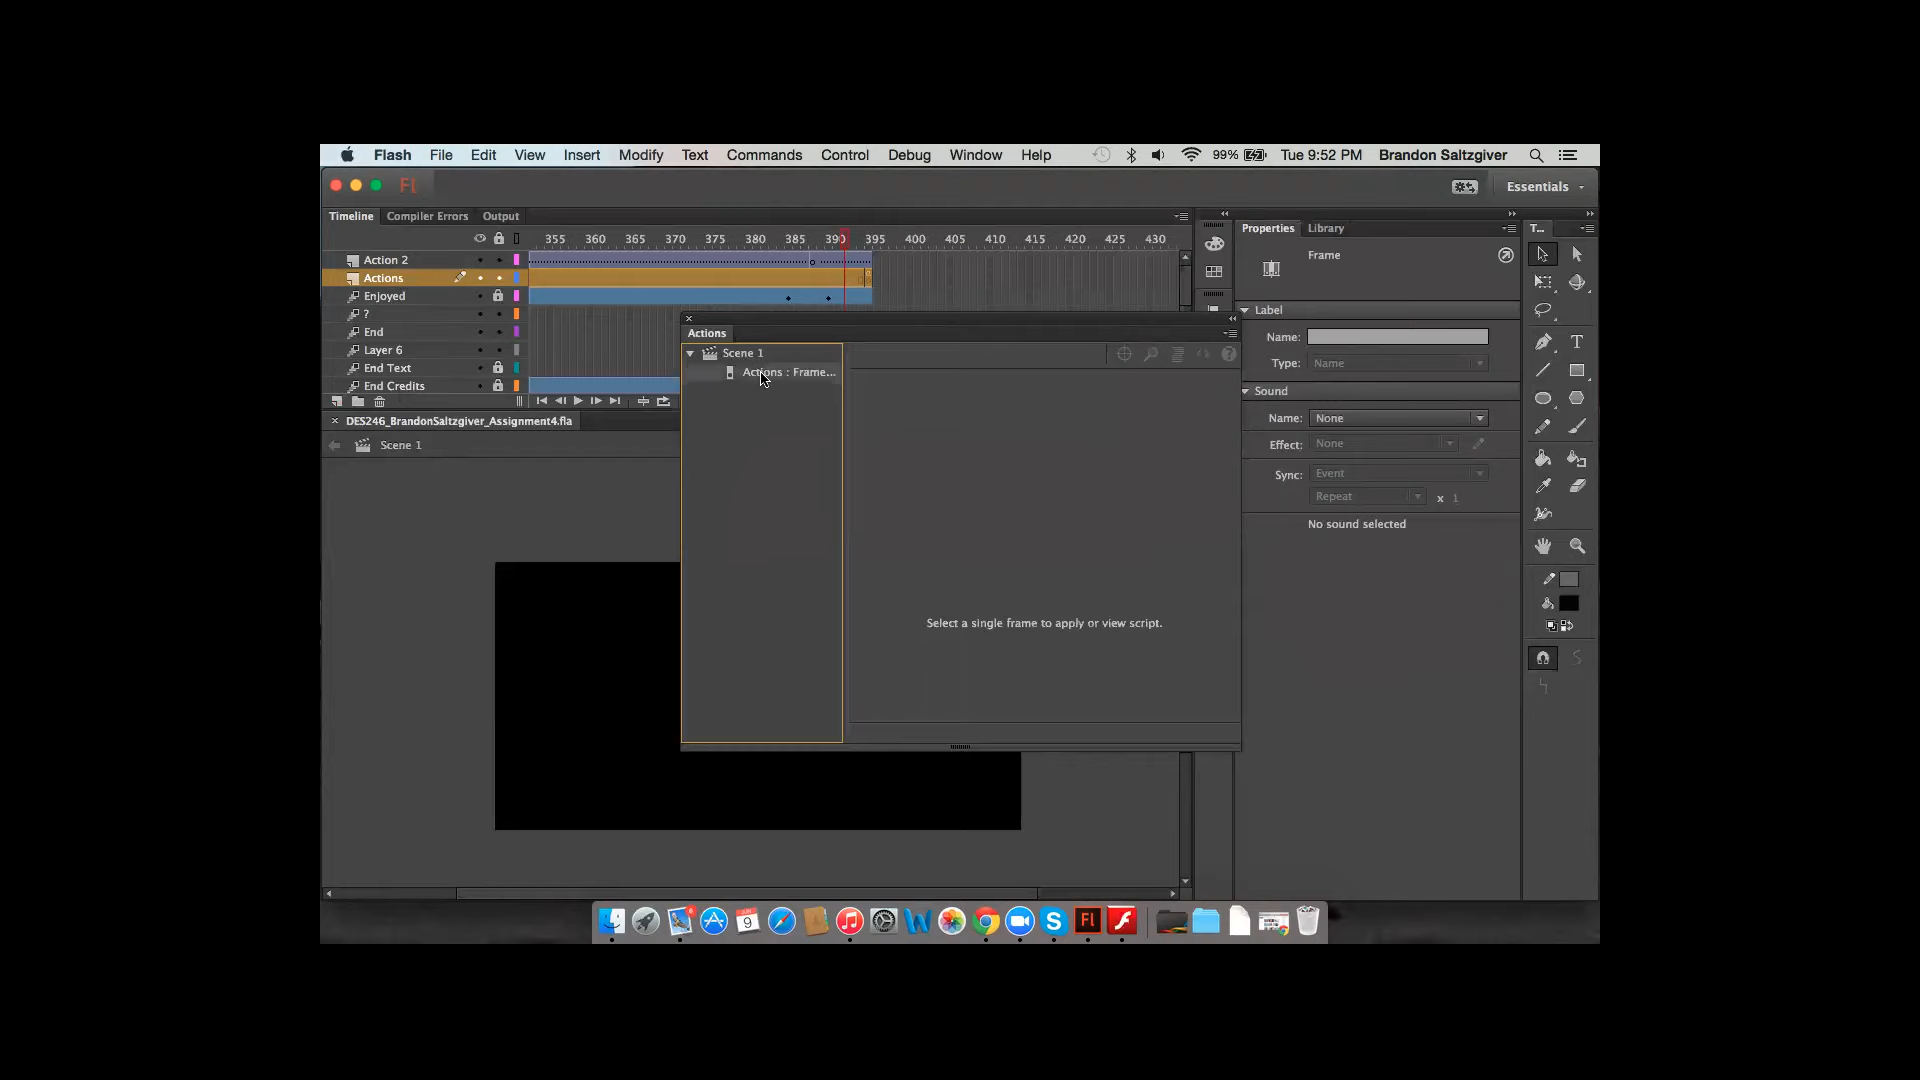 Flash File Edit View Insert Modify Text Commands Control Debug Window Help 99% Tue 9:52 PM Brandon Saltzgiver
Fl Essentials
Timeline Compiler Errors Output
Properties Library T...
355 360 365 370 375 380 385 390 395 400 405 410 415 420 425 430
Action 2
Actions
Enjoyed
?
End
Layer 6
End Text
End Credits
Frame
Label
Name:
Type: Name
Sound
Name: None
Effect: None
Sync: Event
Repeat x 1
No sound selected
Actions
Scene 1
Actions : Frame...
Select a single frame to apply or view script.
DES246_BrandonSaltzgiver_Assignment4.fla
Scene 1
JUN
9
W
S
Fl